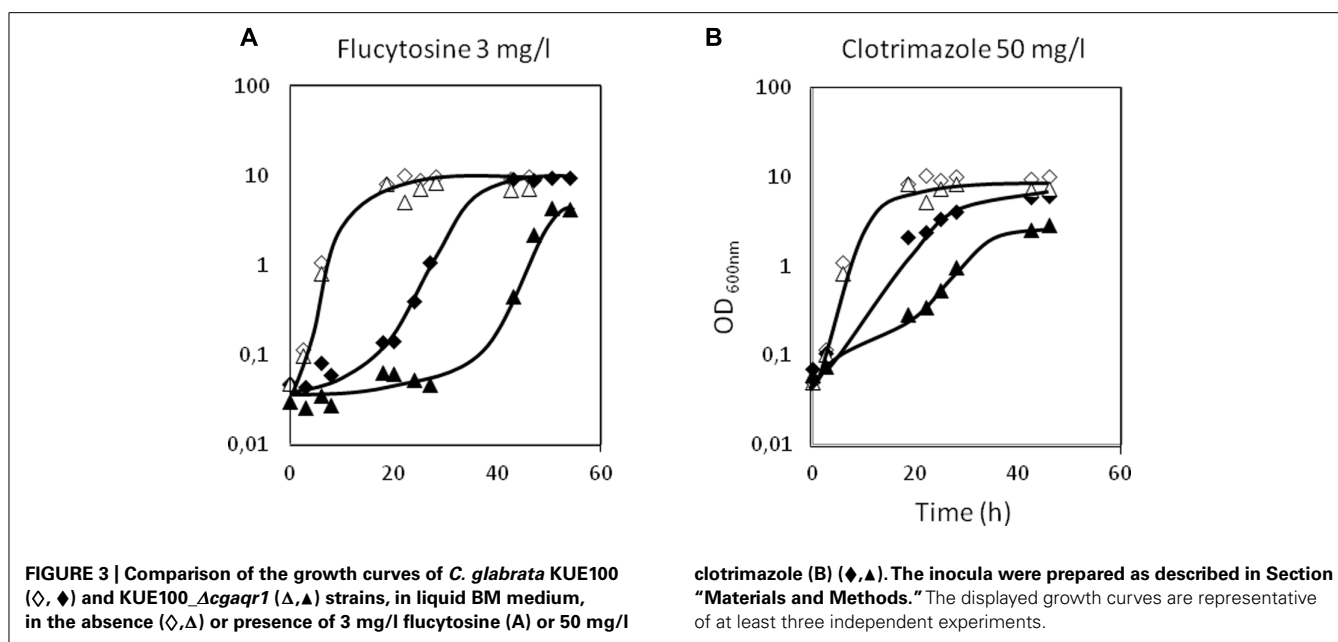 A
Flucytosine 3 mg/l
100
10
1
0,1
0,01
0
20
40
60
B
Clotrimazole 50 mg/l
OD600nm
100
10
1
0,1
0,01
0
20
40
60
Time (h)
FIGURE 3 | Comparison of the growth curves of C. glabrata KUE100
(◊, ♦) and KUE100_Δcgaqr1 (Δ,▲) strains, in liquid BM medium,
in the absence (◊,Δ) or presence of 3 mg/l flucytosine (A) or 50 mg/l
clotrimazole (B) (♦,▲). The inocula were prepared as described in Section
“Materials and Methods.” The displayed growth curves are representative
of at least three independent experiments.